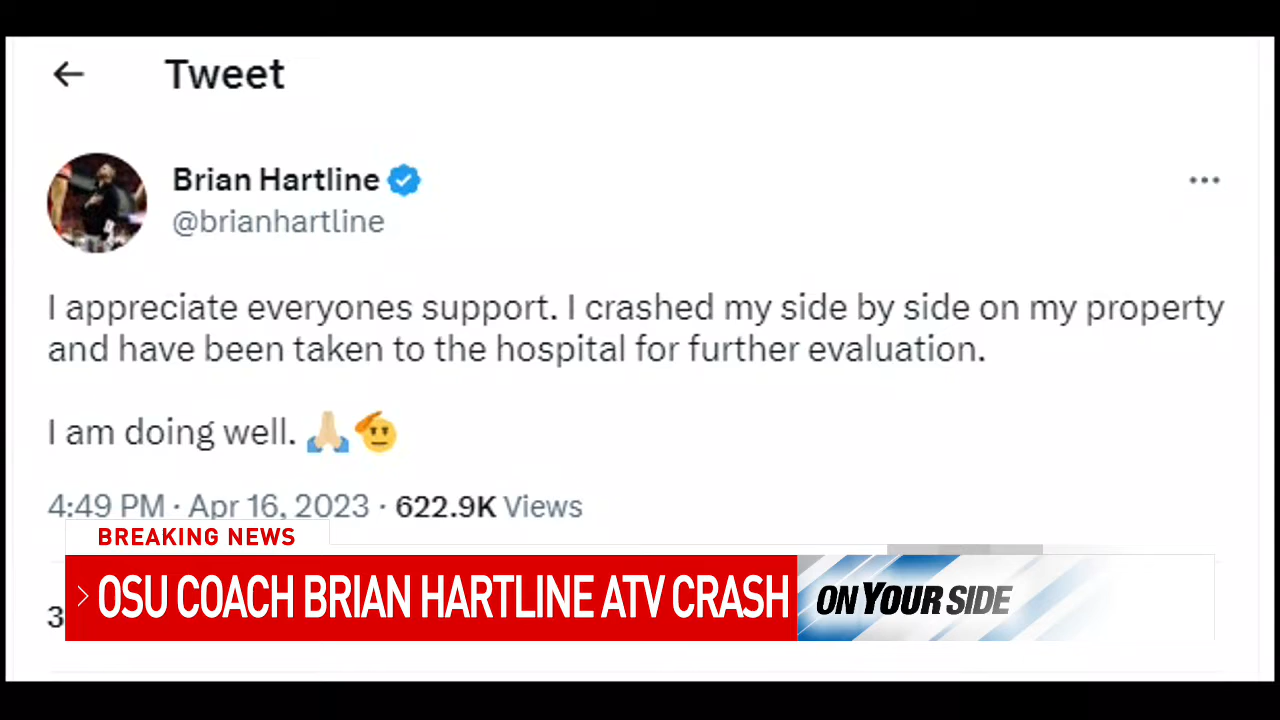 Tweet
Brian Hartline
@brianhartline
I appreciate everyones support. I crashed my side by side on my property
and have been taken to the hospital for further evaluation.
I am doing well. 🙏🏼🫡
4:49 PM · Apr 16, 2023 · 622.9K Views
BREAKING NEWS
3
OSU COACH BRIAN HARTLINE ATV CRASH
ON YOUR SIDE